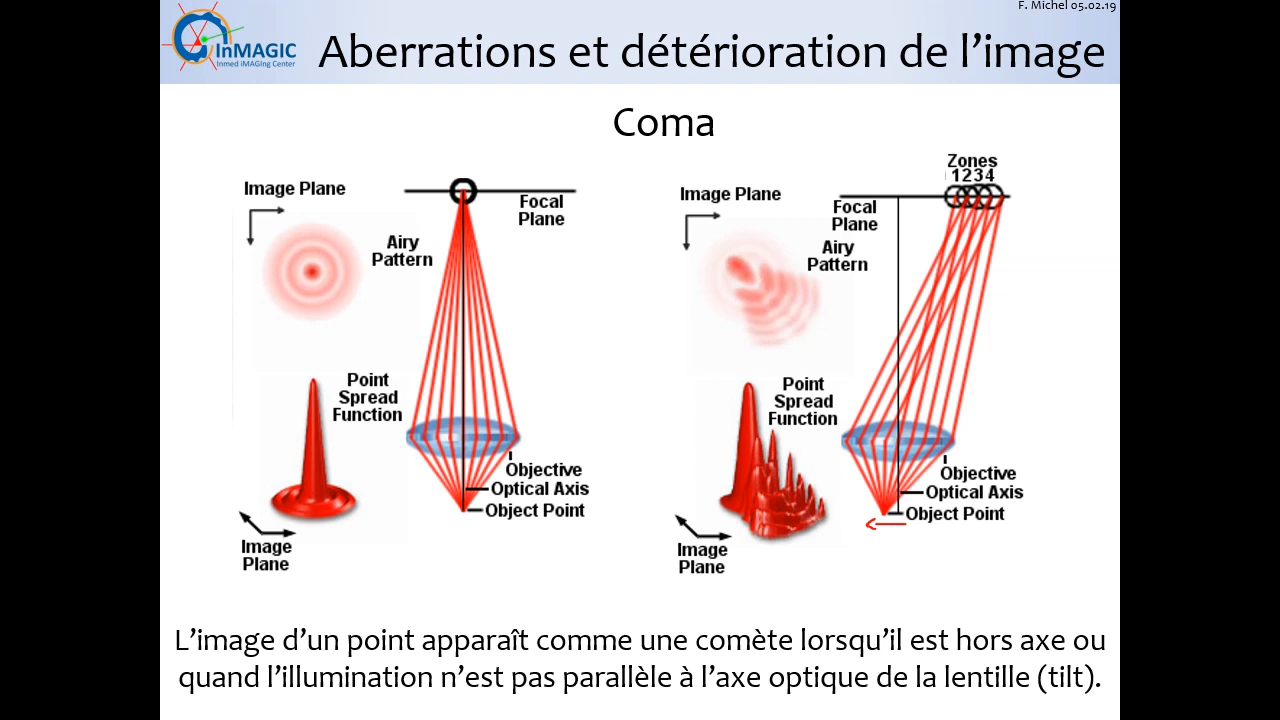 F. Michel 05.02.19
InMAGIC
Inmed iMAGIng Center
Aberrations et détérioration de l'image
Coma
Image Plane
Focal
Plane
Airy
Pattern
Point
Spread
Function
Objective
Optical Axis
Object Point
Image
Plane
Zones
1234
Image Plane
Focal
Plane
Airy
Pattern
Point
Spread
Function
Objective
Optical Axis
Object Point
Image
Plane
L'image d'un point apparaît comme une comète lorsqu'il est hors axe ou
quand l'illumination n'est pas parallèle à l'axe optique de la lentille (tilt).